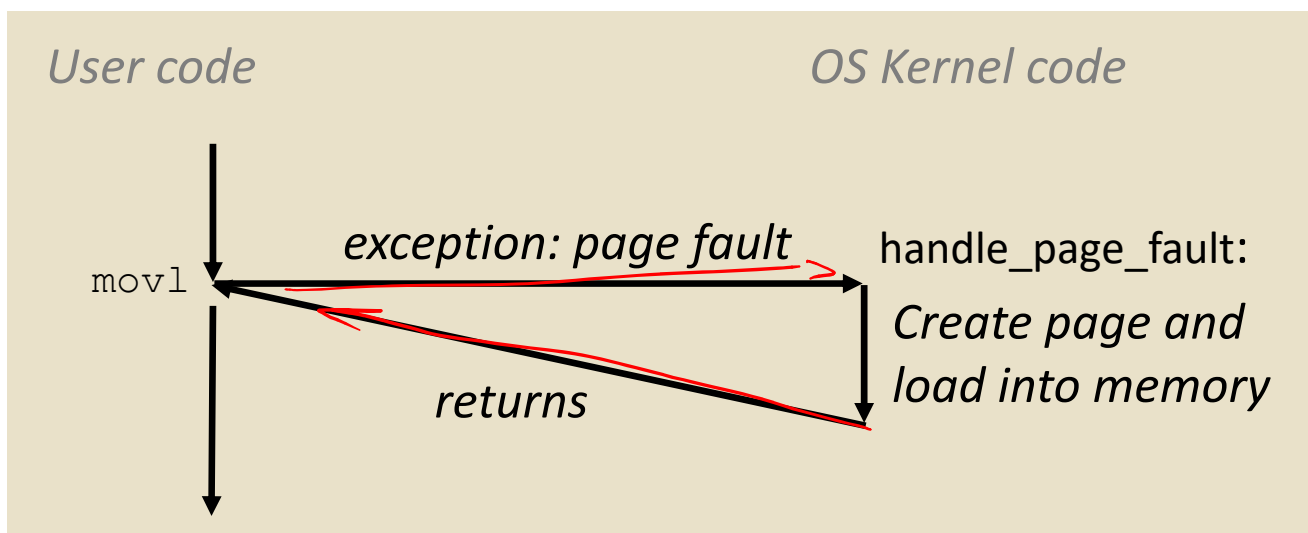 User code
OS Kernel code
exception: page fault
handle_page_fault:
movl
Create page and
load into memory
returns